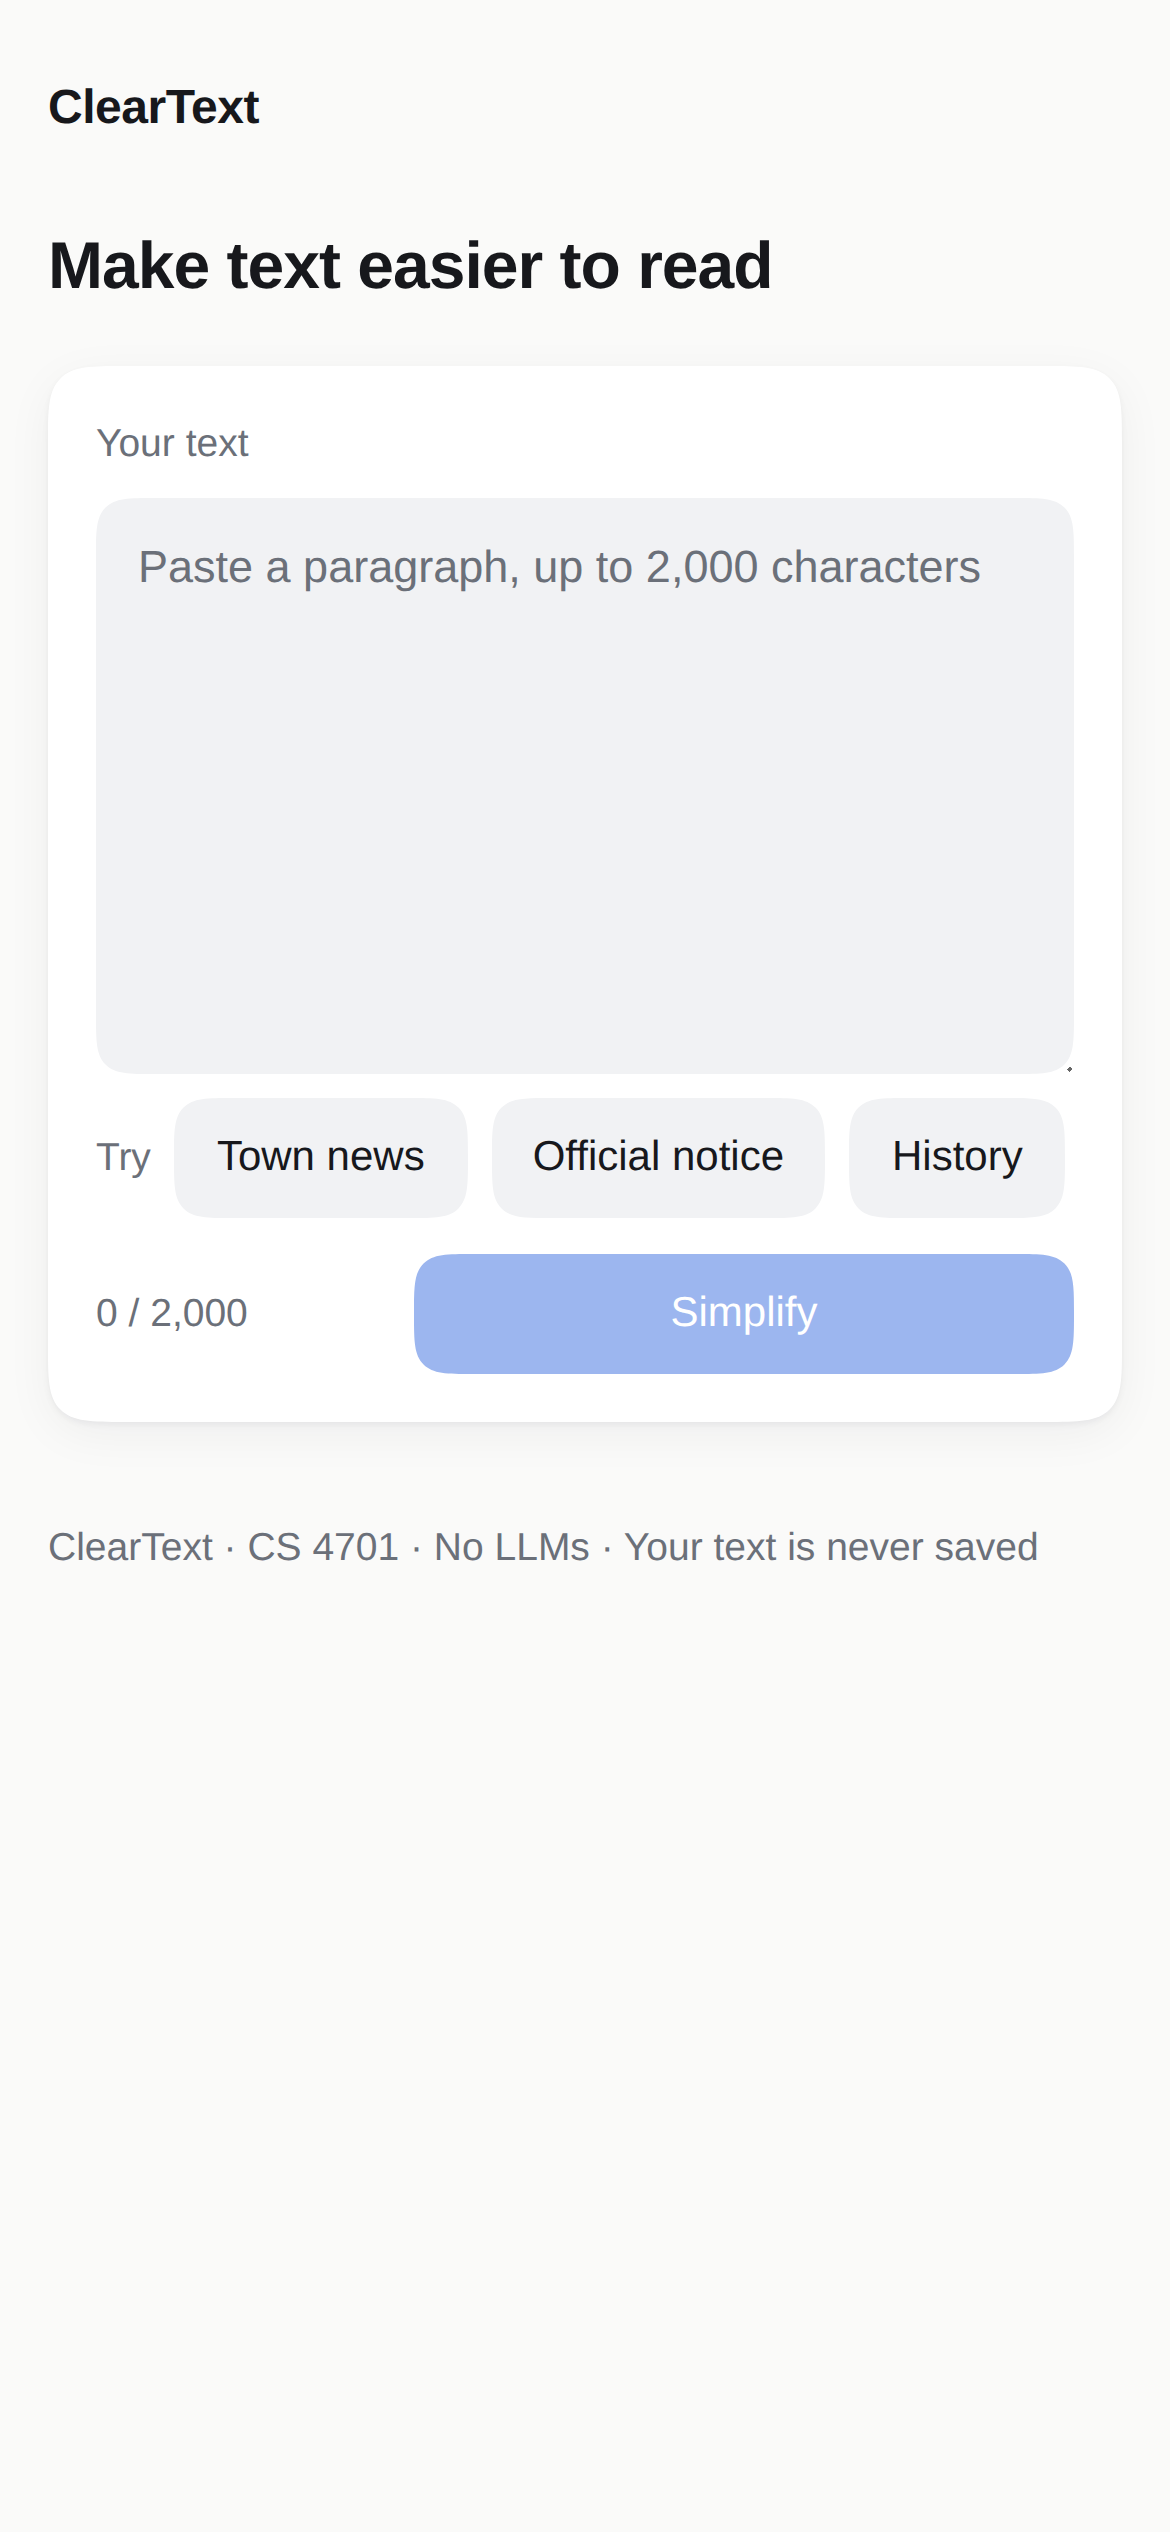 ClearText
Make text easier to read
Your text
Paste a paragraph, up to 2,000 characters
Try Town news Official notice History
0 / 2,000 Simplify
ClearText · CS 4701 · No LLMs · Your text is never saved